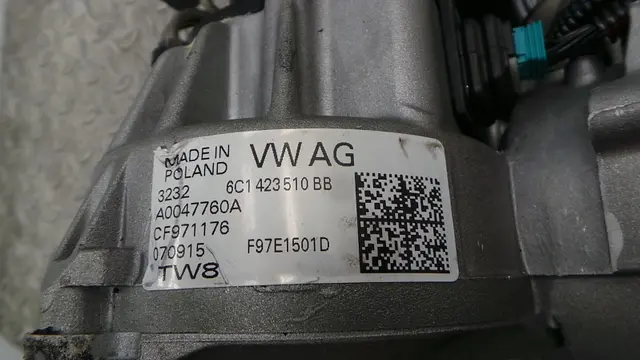 MADE IN
POLAND
VW AG
3232
6C1 423 510 BB
A0047760A
CF971176
070915
F97E1501D
TW8